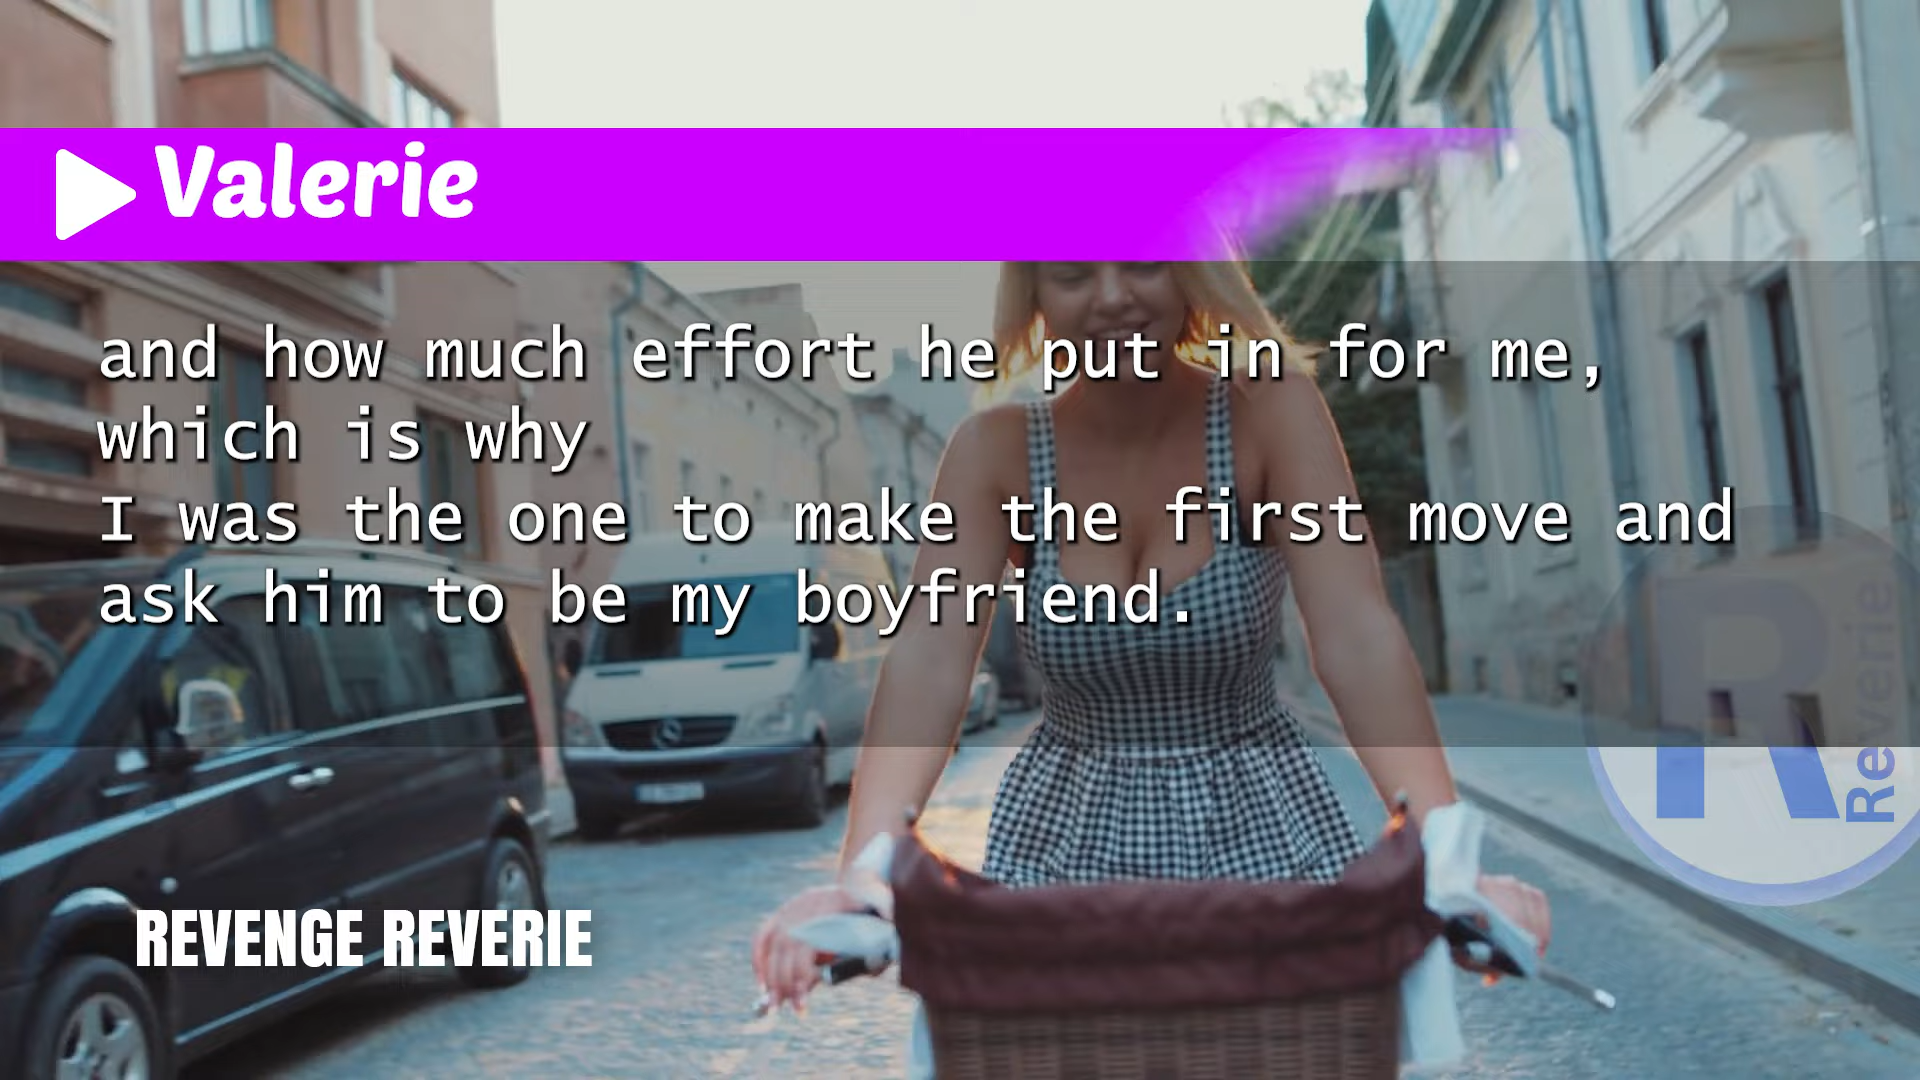 Valerie
and how much effort he put in for me,
which is why
I was the one to make the first move and
ask him to be my boyfriend.
R
Reverie
REVENGE REVERIE